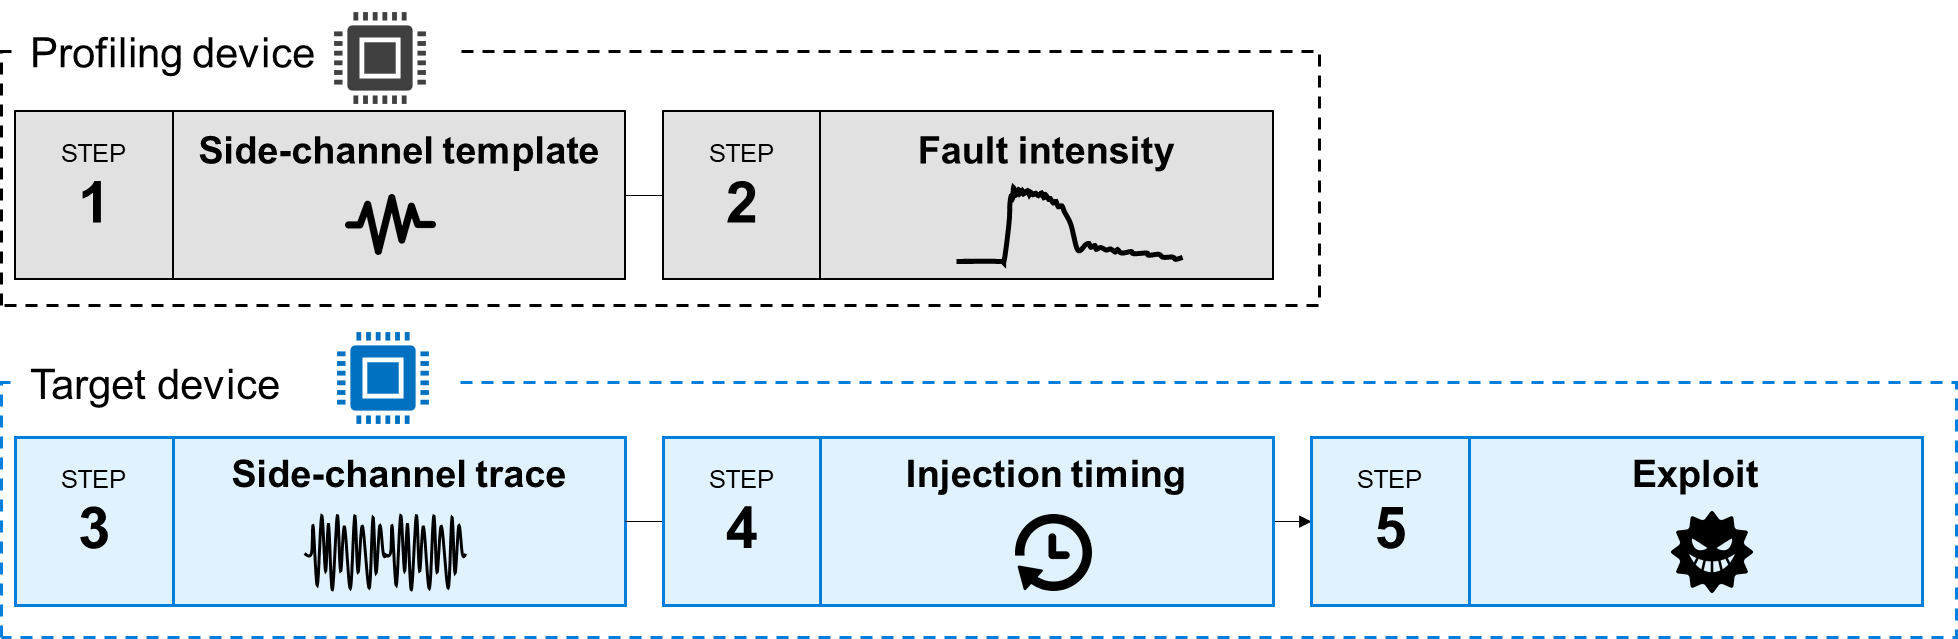 Profiling device
STEP
1
Side-channel template
STEP
2
Fault intensity
Target device
STEP
3
Side-channel trace
STEP
4
Injection timing
STEP
5
Exploit